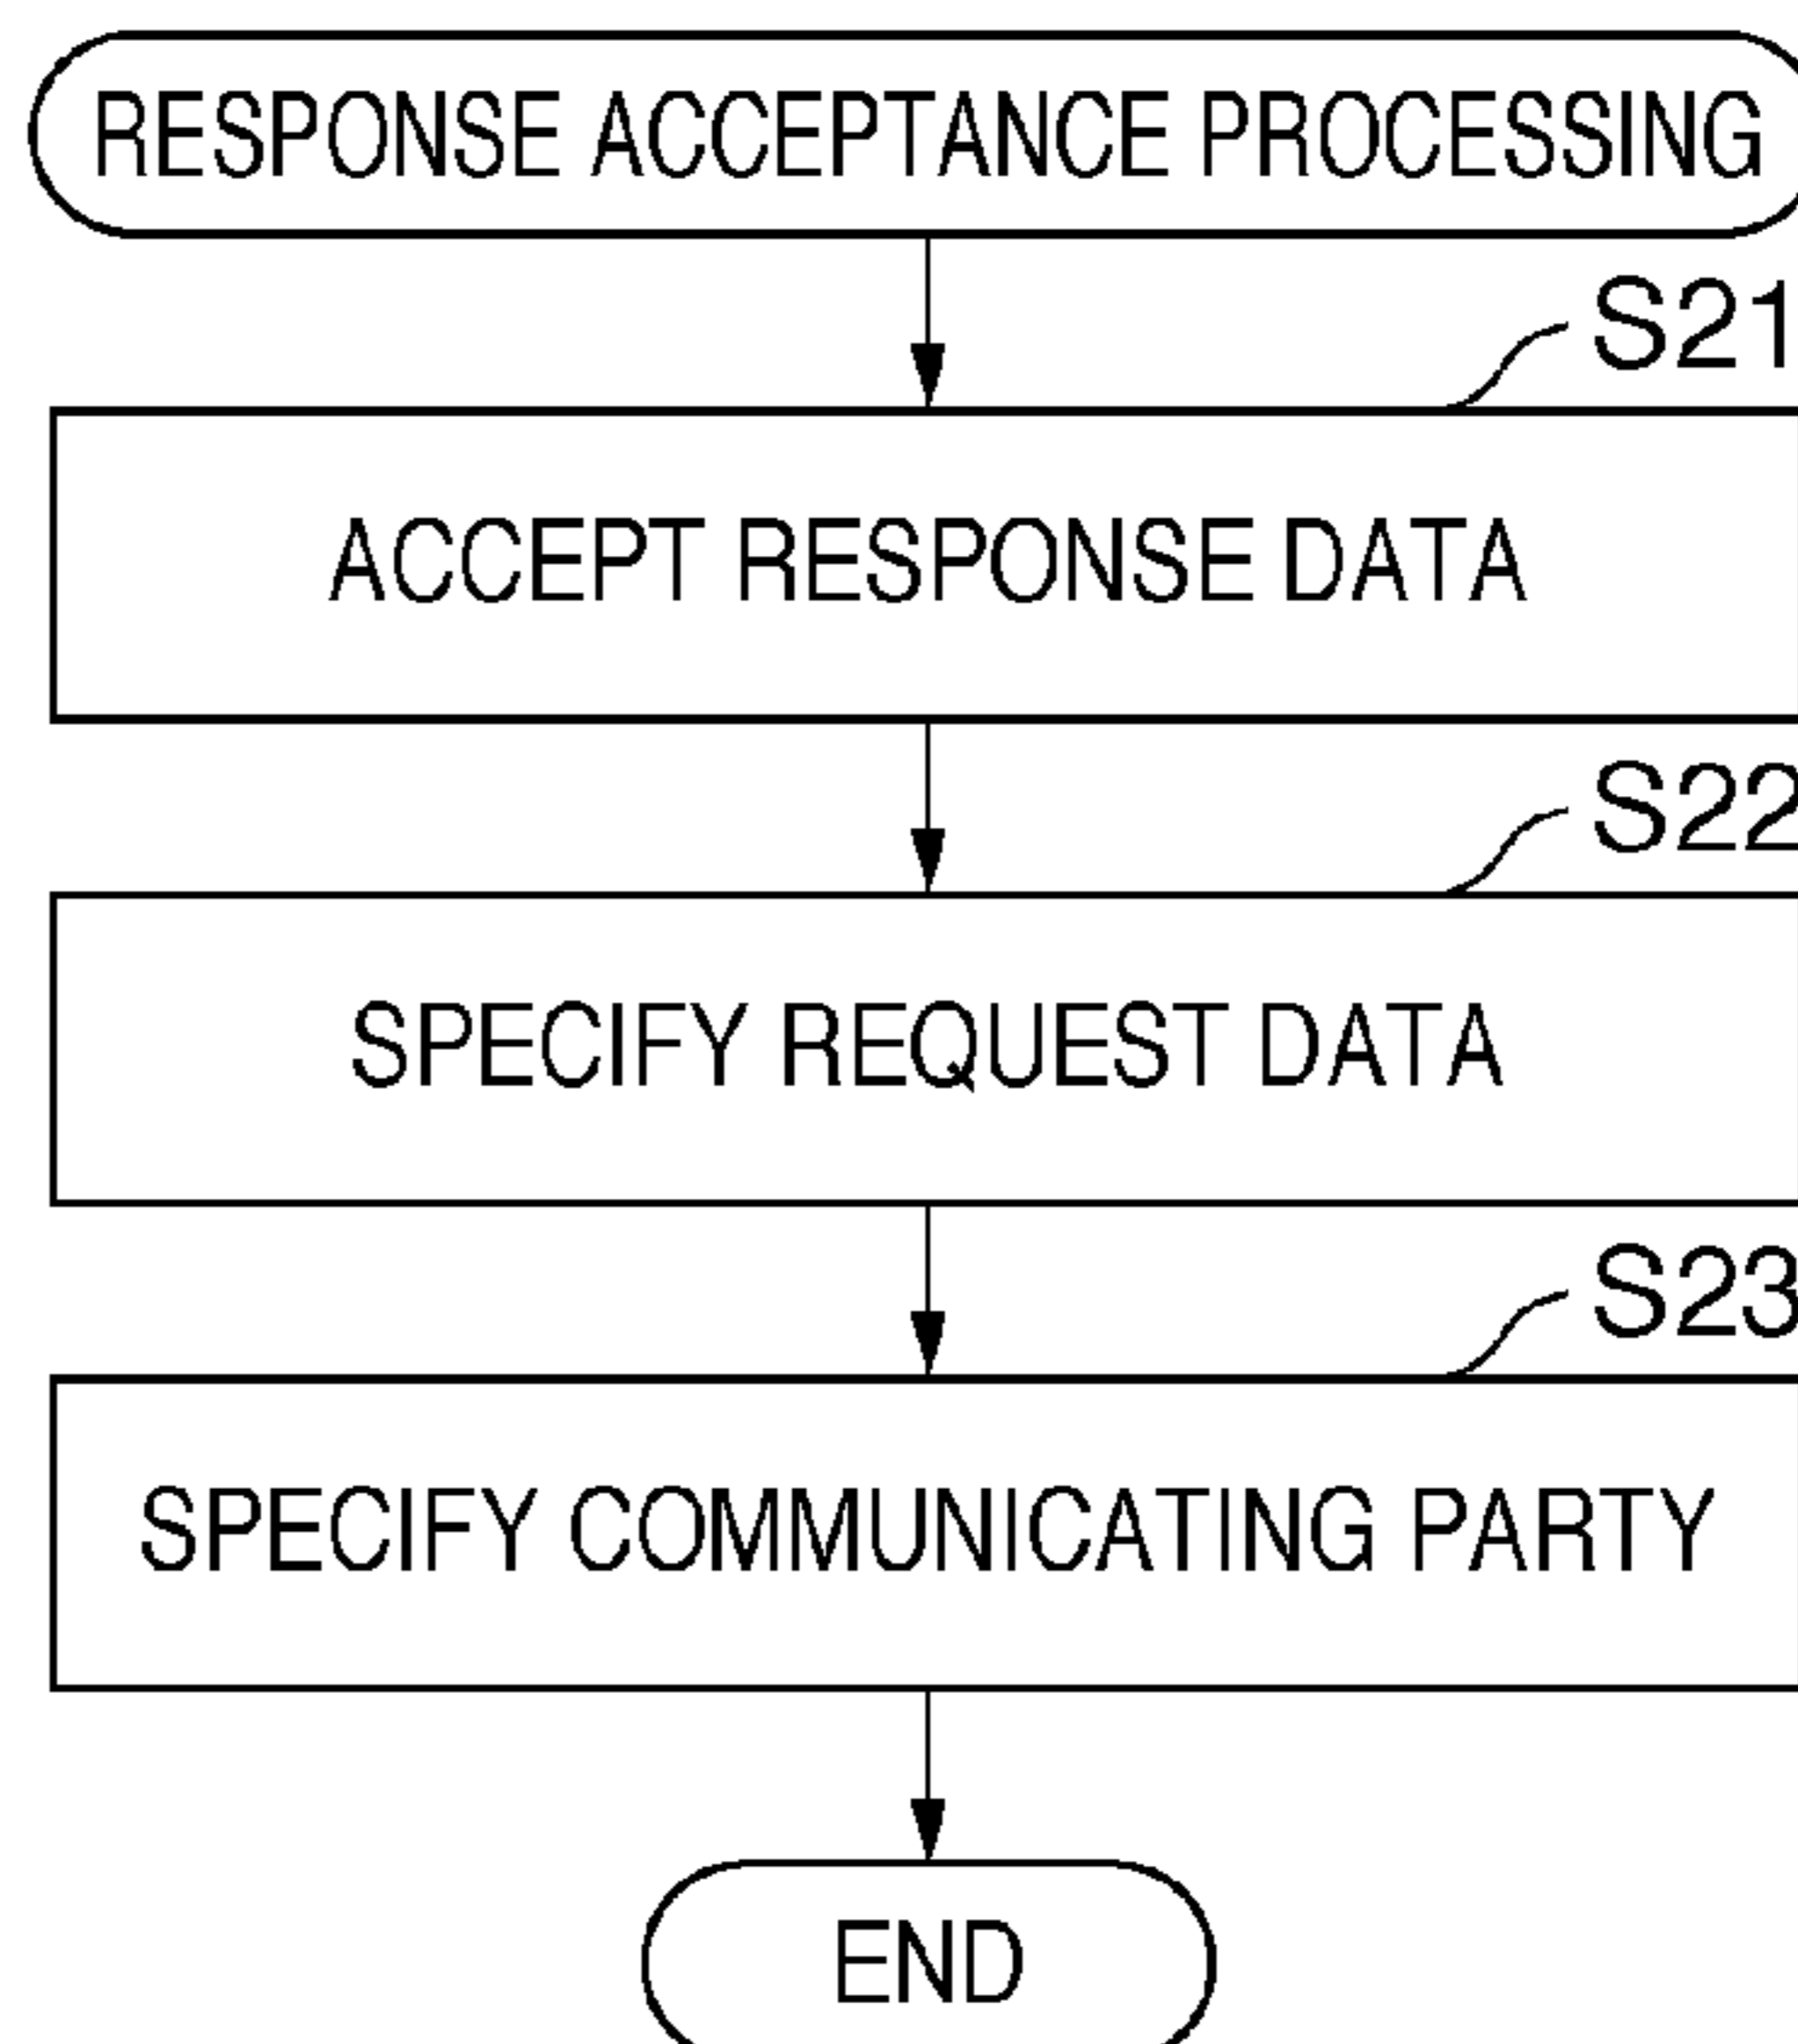 RESPONSE ACCEPTANCE PROCESSING
S21
ACCEPT RESPONSE DATA
S22
SPECIFY REQUEST DATA
S23
SPECIFY COMMUNICATING PARTY
END